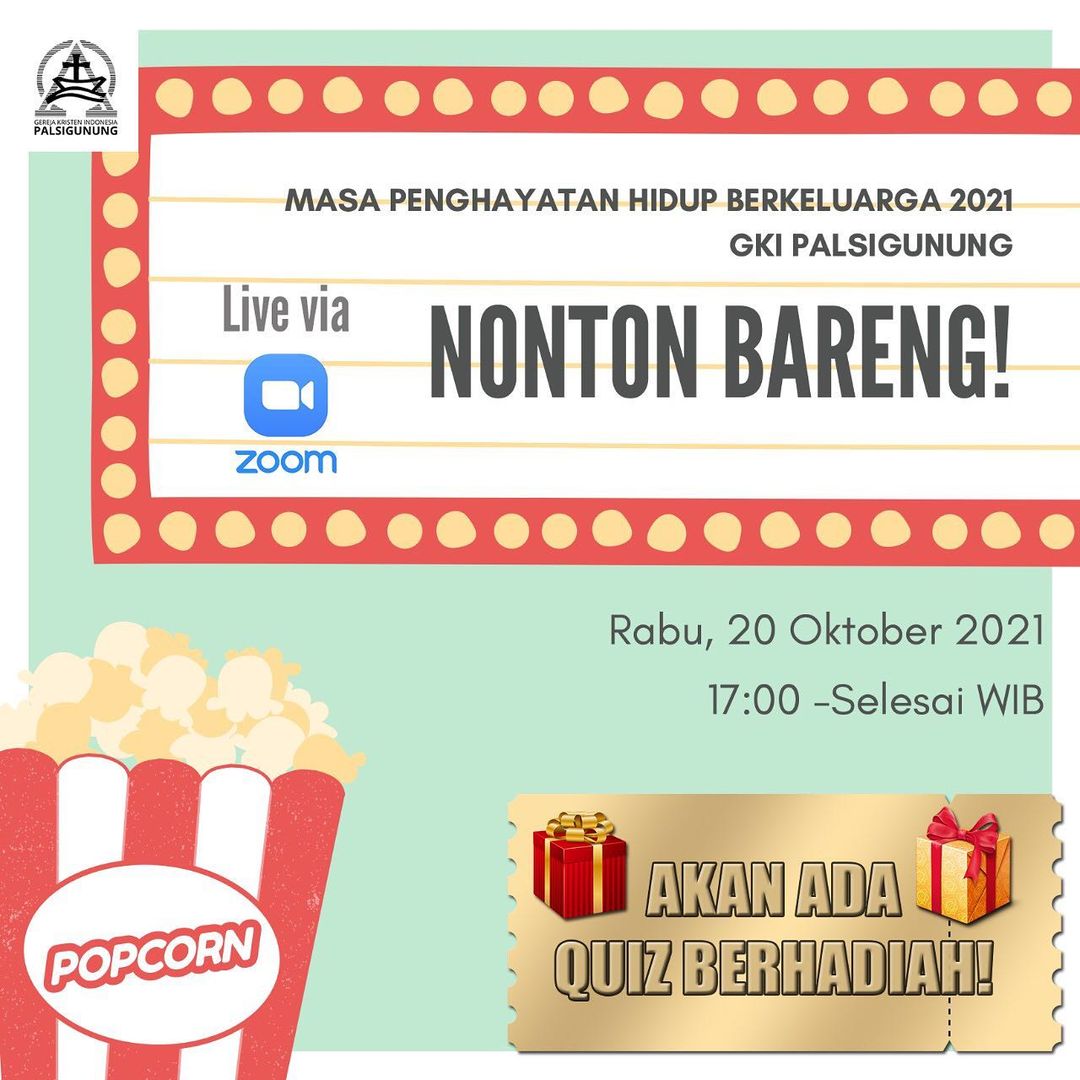 GEREJA KRISTEN INDONESIA
PALSIGUNUNG
MASA PENGHAYATAN HIDUP BERKELUARGA 2021
GKI PALSIGUNUNG
Live via
zoom
NONTON BARENG!
Rabu, 20 Oktober 2021
17:00 -Selesai WIB
POPCORN
AKAN ADA
QUIZ BERHADIAH!